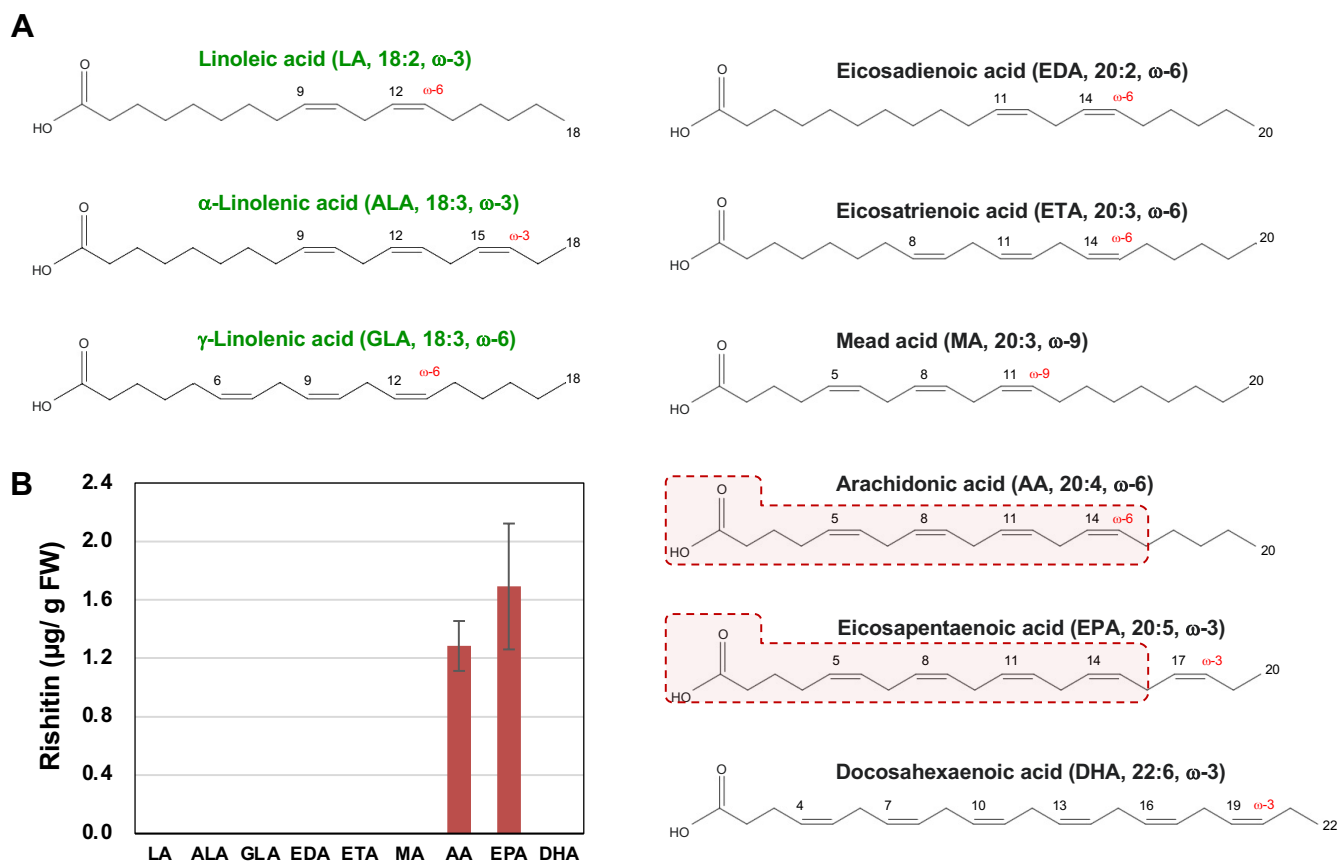 A
Linoleic acid (LA, 18:2, ω-3)
O
HO
9
12
ω-6
18
α-Linolenic acid (ALA, 18:3, ω-3)
O
HO
9
12
15
ω-3
18
γ-Linolenic acid (GLA, 18:3, ω-6)
O
HO
6
9
12
ω-6
18
Eicosadienoic acid (EDA, 20:2, ω-6)
O
HO
11
14
ω-6
20
Eicosatrienoic acid (ETA, 20:3, ω-6)
O
HO
8
11
14
ω-6
20
Mead acid (MA, 20:3, ω-9)
O
HO
5
8
11
ω-9
20
Arachidonic acid (AA, 20:4, ω-6)
O
HO
5
8
11
14
ω-6
20
Eicosapentaenoic acid (EPA, 20:5, ω-3)
O
HO
5
8
11
14
17
ω-3
20
Docosahexaenoic acid (DHA, 22:6, ω-3)
O
HO
4
7
10
13
16
19
ω-3
22
B
Rishitin (µg/ g FW)
2.4
2.0
1.6
1.2
0.8
0.4
0.0
LA ALA GLA EDA ETA MA AA EPA DHA